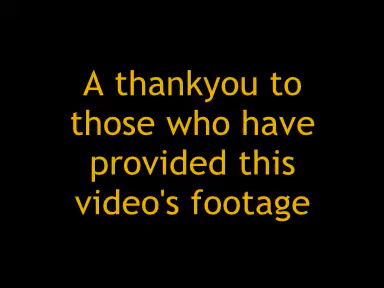 A thankyou to
those who have
provided this
video's footage